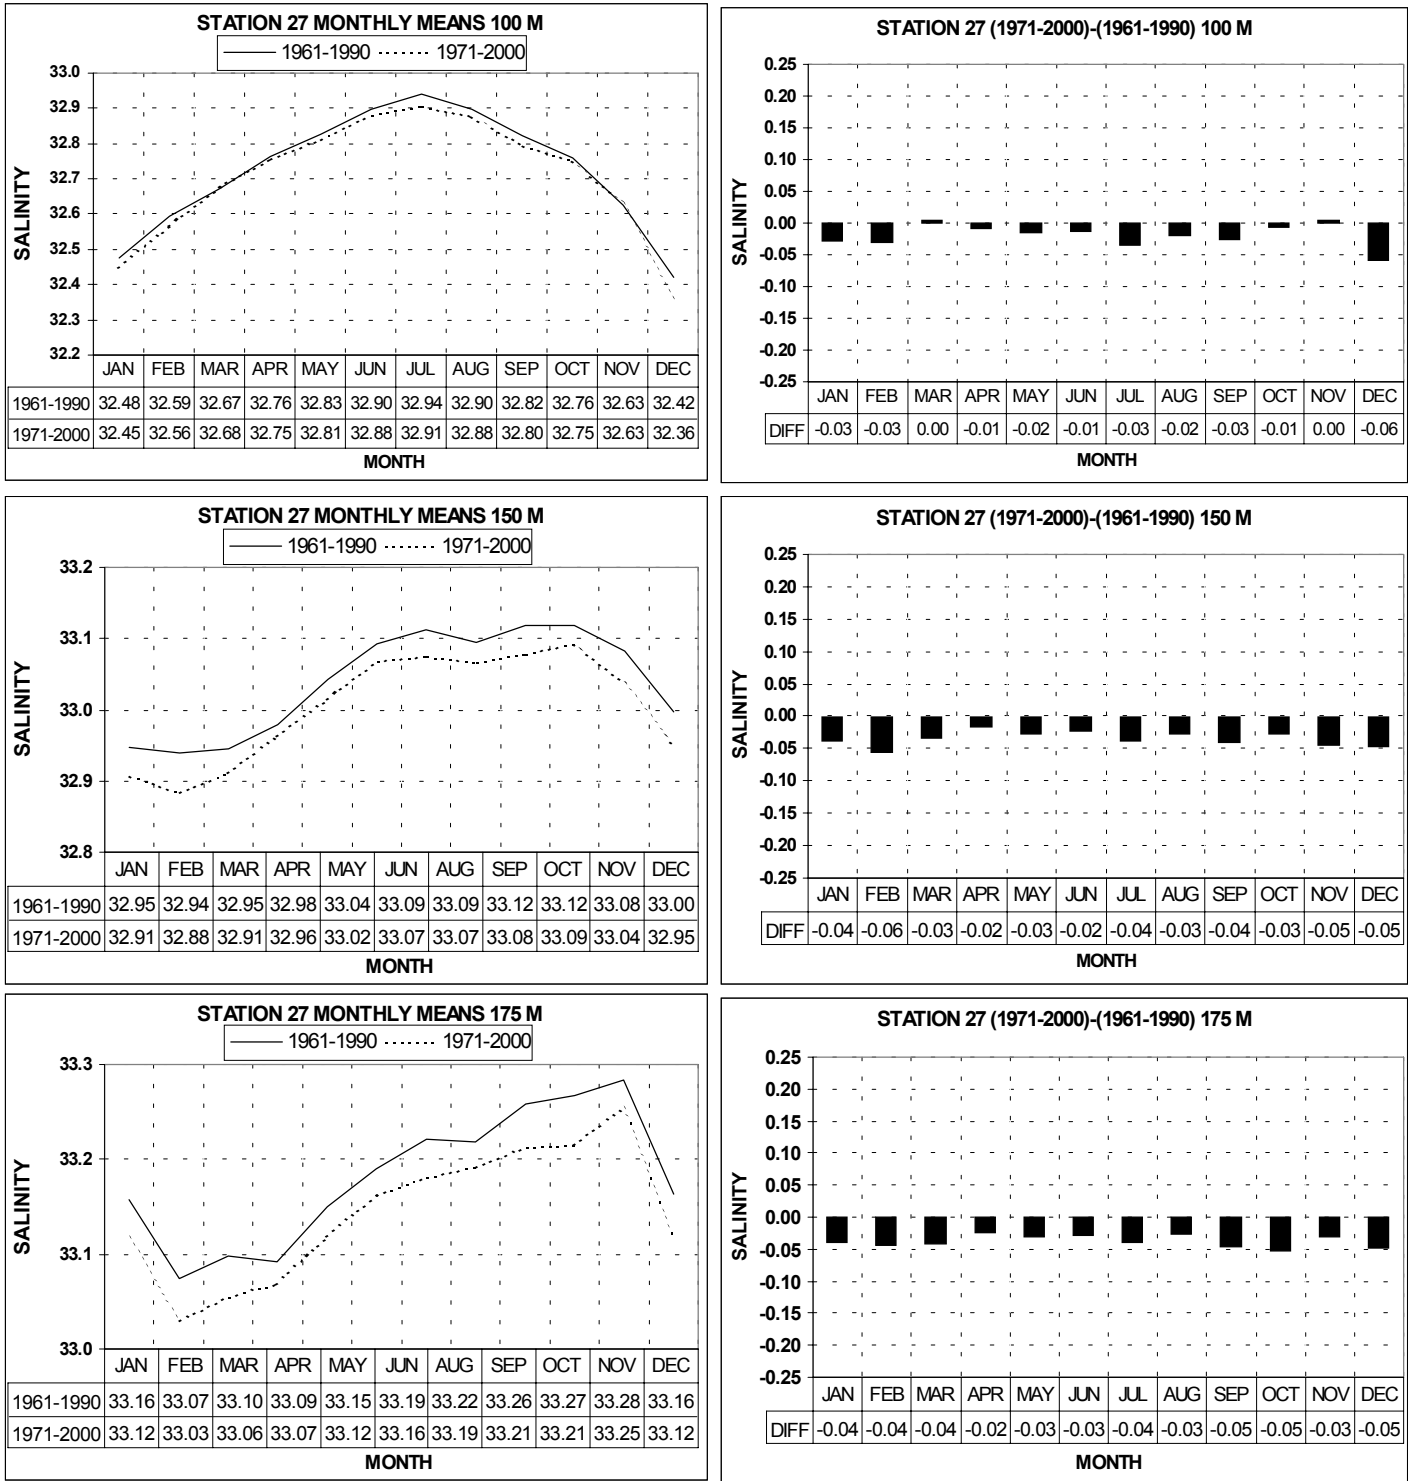 STATION 27 MONTHLY MEANS 100 M
1961-1990 1971-2000
33.0
32.9
32.8
32.7
32.6
32.5
32.4
32.3
32.2
SALINITY
JAN FEB MAR APR MAY JUN JUL AUG SEP OCT NOV DEC
1961-1990 32.48 32.59 32.67 32.76 32.83 32.90 32.94 32.90 32.82 32.76 32.63 32.42
1971-2000 32.45 32.56 32.68 32.75 32.81 32.88 32.91 32.88 32.80 32.75 32.63 32.36
MONTH
STATION 27 (1971-2000)-(1961-1990) 100 M
0.25
0.20
0.15
0.10
0.05
0.00
-0.05
-0.10
-0.15
-0.20
-0.25
SALINITY
JAN FEB MAR APR MAY JUN JUL AUG SEP OCT NOV DEC
DIFF -0.03 -0.03 0.00 -0.01 -0.02 -0.01 -0.03 -0.02 -0.03 -0.01 0.00 -0.06
MONTH
STATION 27 MONTHLY MEANS 150 M
1961-1990 1971-2000
33.2
33.1
33.0
32.9
32.8
SALINITY
JAN FEB MAR APR MAY JUN AUG SEP OCT NOV DEC
1961-1990 32.95 32.94 32.95 32.98 33.04 33.09 33.09 33.12 33.12 33.08 33.00
1971-2000 32.91 32.88 32.91 32.96 33.02 33.07 33.07 33.08 33.09 33.04 32.95
MONTH
STATION 27 (1971-2000)-(1961-1990) 150 M
0.25
0.20
0.15
0.10
0.05
0.00
-0.05
-0.10
-0.15
-0.20
-0.25
SALINITY
JAN FEB MAR APR MAY JUN JUL AUG SEP OCT NOV DEC
DIFF -0.04 -0.06 -0.03 -0.02 -0.03 -0.02 -0.04 -0.03 -0.04 -0.03 -0.05 -0.05
MONTH
STATION 27 MONTHLY MEANS 175 M
1961-1990 1971-2000
33.3
33.2
33.1
33.0
SALINITY
JAN FEB MAR APR MAY JUN AUG SEP OCT NOV DEC
1961-1990 33.16 33.07 33.10 33.09 33.15 33.19 33.22 33.26 33.27 33.28 33.16
1971-2000 33.12 33.03 33.06 33.07 33.12 33.16 33.19 33.21 33.21 33.25 33.12
MONTH
STATION 27 (1971-2000)-(1961-1990) 175 M
0.25
0.20
0.15
0.10
0.05
0.00
-0.05
-0.10
-0.15
-0.20
-0.25
SALINITY
JAN FEB MAR APR MAY JUN JUL AUG SEP OCT NOV DEC
DIFF -0.04 -0.04 -0.04 -0.02 -0.03 -0.03 -0.04 -0.03 -0.05 -0.05 -0.03 -0.05
MONTH